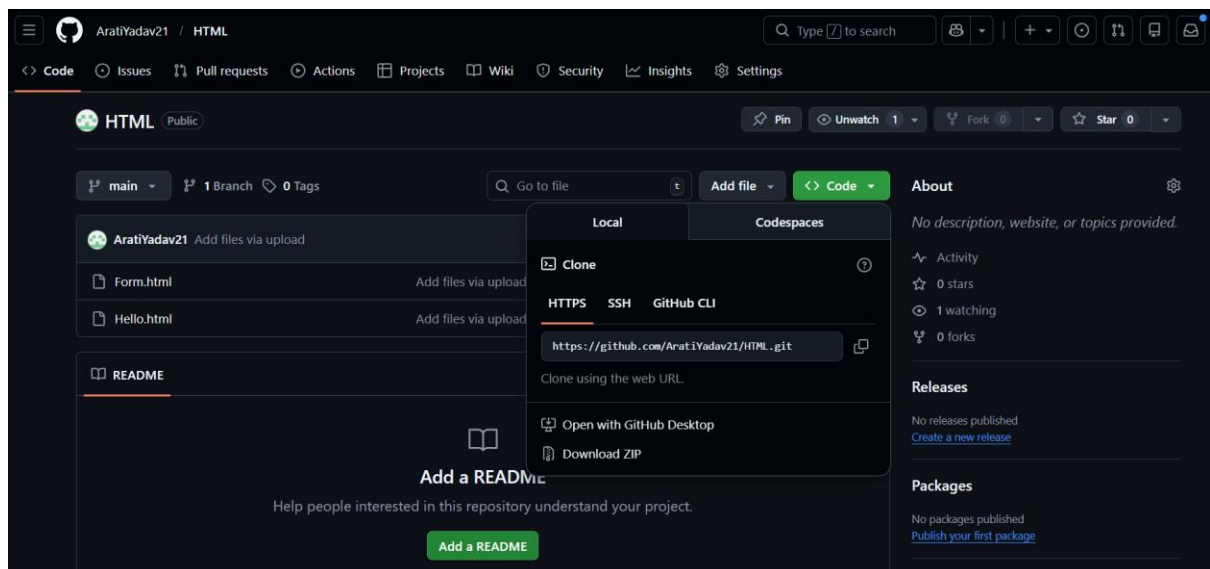 AratiYadav21 / HTML
Type / to search
Code Issues Pull requests Actions Projects Wiki Security Insights Settings
HTML Public
Pin Unwatch 1 Fork 0 Star 0
main 1 Branch 0 Tags
Go to file t Add file Code
AratiYadav21 Add files via upload
Form.html Add files via upload
Hello.html Add files via upload
README
Add a README
Help people interested in this repository understand your project.
Add a README
Local Codespaces
Clone
HTTPS SSH GitHub CLI
https://github.com/AratiYadav21/HTML.git
Clone using the web URL.
Open with GitHub Desktop
Download ZIP
About
No description, website, or topics provided.
Activity
0 stars
1 watching
0 forks
Releases
No releases published
Create a new release
Packages
No packages published
Publish your first package